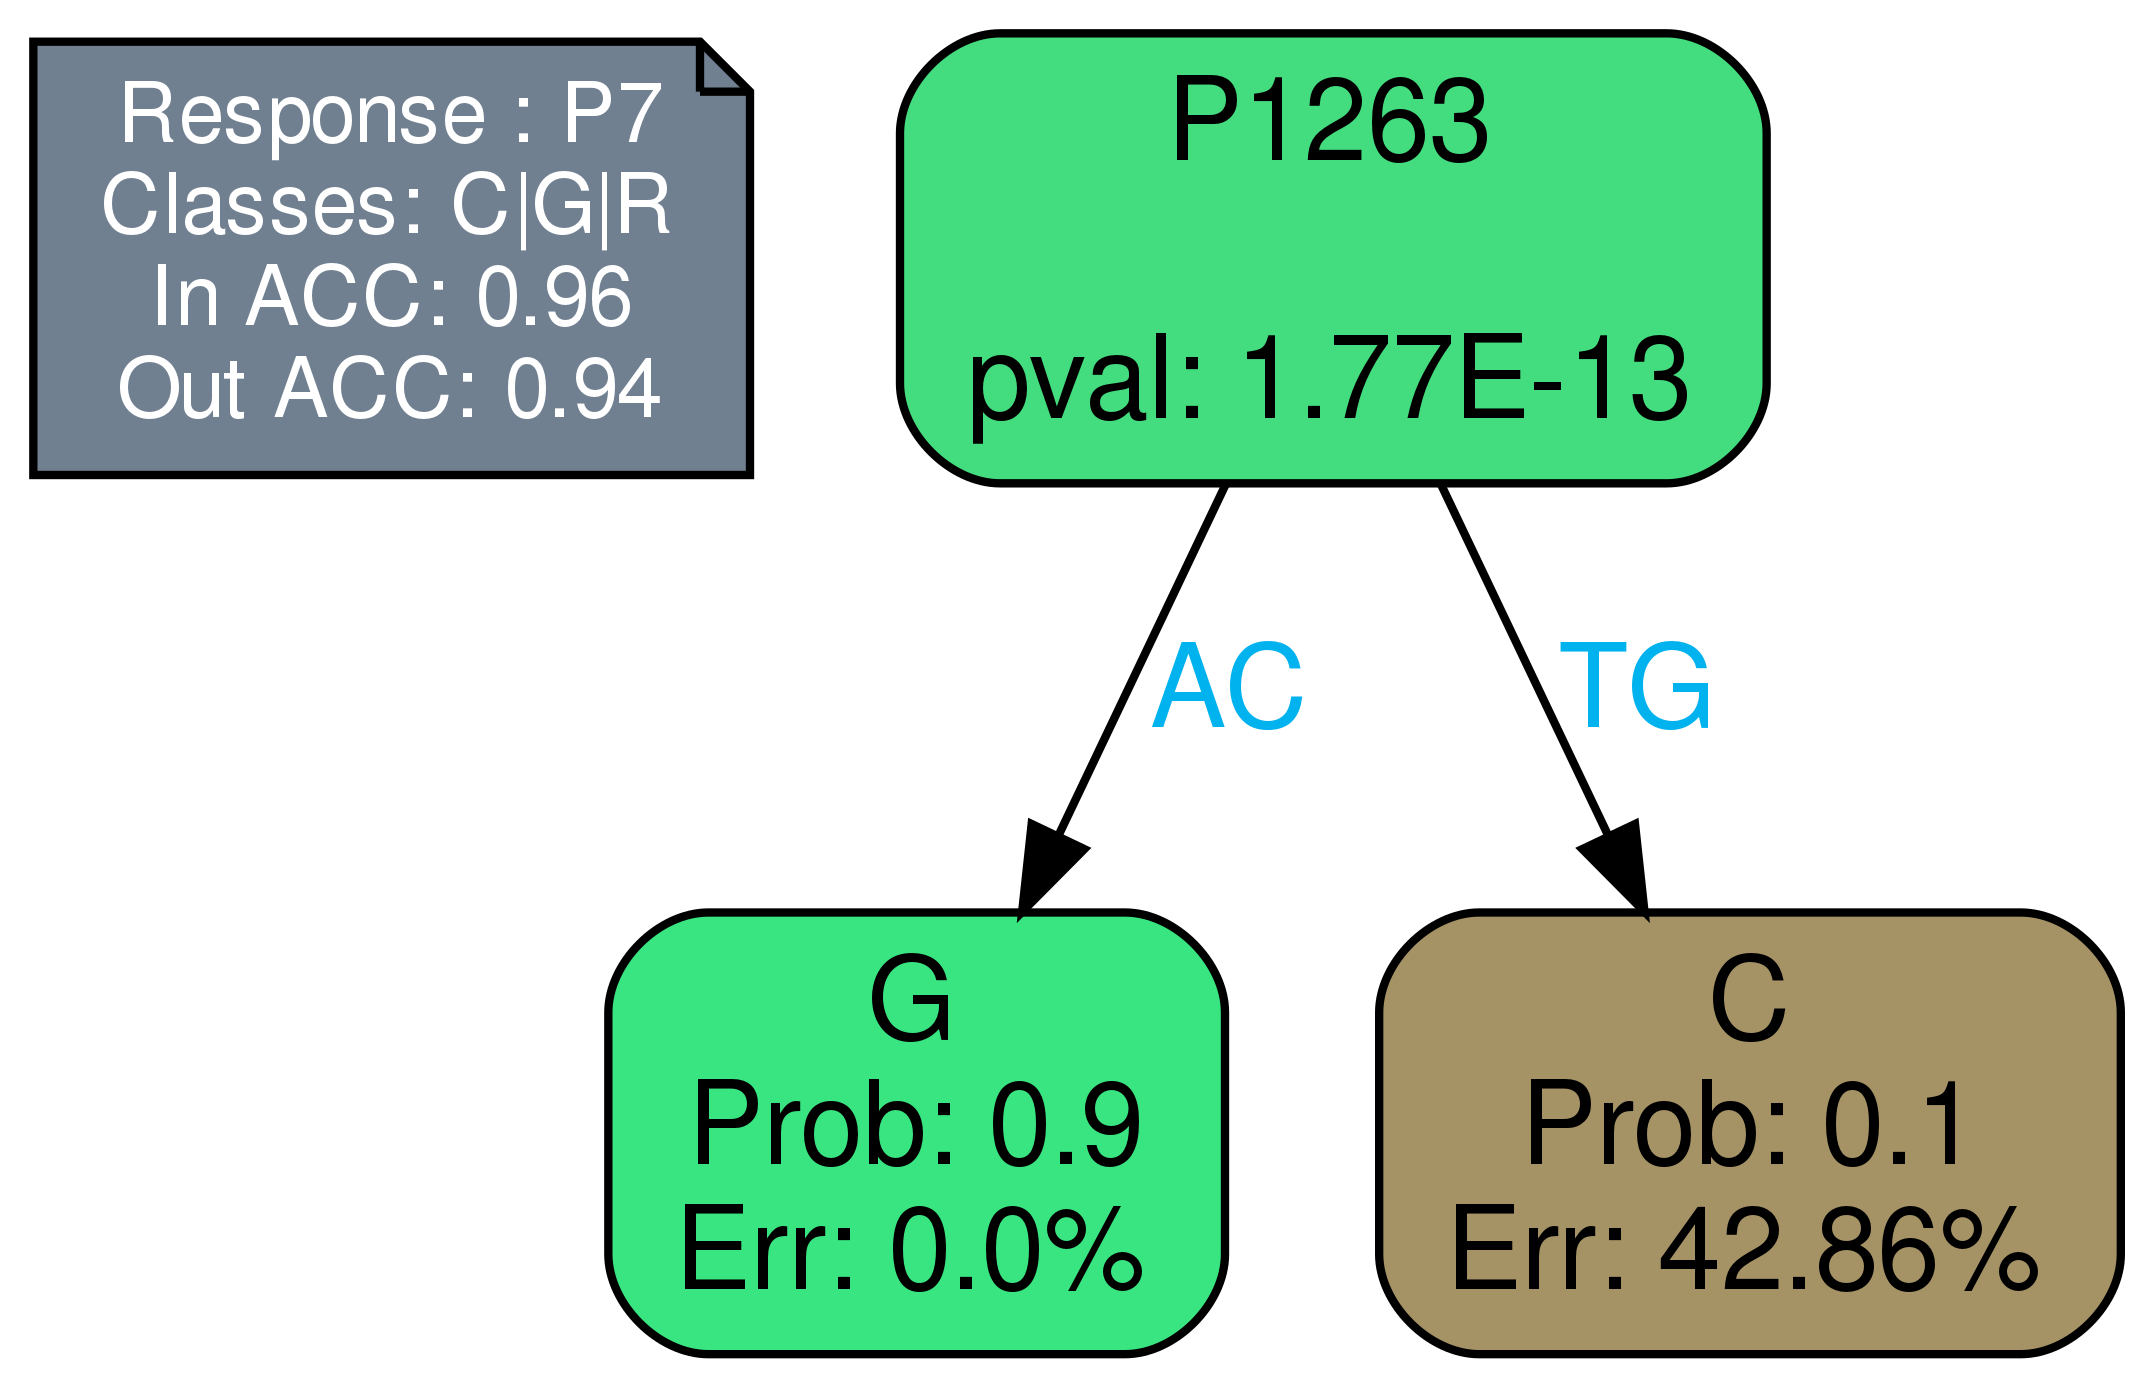 Response : P7
Classes: C|G|R
In ACC: 0.96
Out ACC: 0.94
P1263
pval: 1.77E-13
AC
TG
G
Prob: 0.9
Err: 0.0%
C
Prob: 0.1
Err: 42.86%